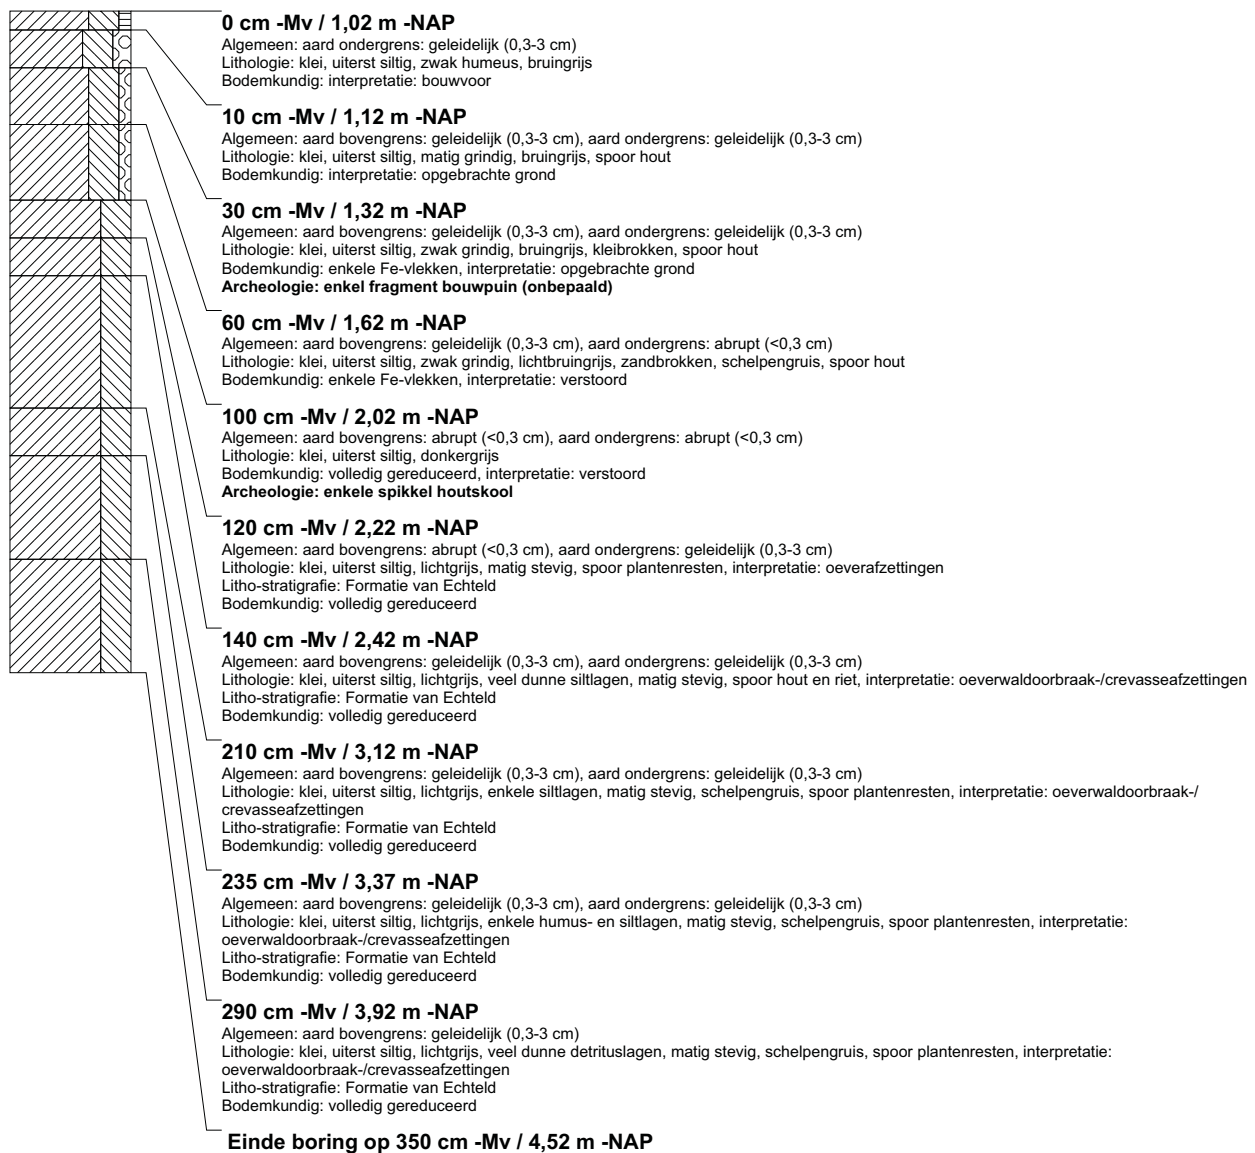 0 cm -Mv / 1,02 m -NAP
Algemeen: aard ondergrens: geleidelijk (0,3-3 cm)
Lithologie: klei, uiterst siltig, zwak humeus, bruingrijs
Bodemkundig: interpretatie: bouwvoor
10 cm -Mv / 1,12 m -NAP
Algemeen: aard bovengrens: geleidelijk (0,3-3 cm), aard ondergrens: geleidelijk (0,3-3 cm)
Lithologie: klei, uiterst siltig, matig grindig, bruingrijs, spoor hout
Bodemkundig: interpretatie: opgebrachte grond
30 cm -Mv / 1,32 m -NAP
Algemeen: aard bovengrens: geleidelijk (0,3-3 cm), aard ondergrens: geleidelijk (0,3-3 cm)
Lithologie: klei, uiterst siltig, zwak grindig, bruingrijs, kleibrokken, spoor hout
Bodemkundig: enkele Fe-vlekken, interpretatie: opgebrachte grond
Archeologie: enkel fragment bouwpuin (onbepaald)
60 cm -Mv / 1,62 m -NAP
Algemeen: aard bovengrens: geleidelijk (0,3-3 cm), aard ondergrens: abrupt (<0,3 cm)
Lithologie: klei, uiterst siltig, zwak grindig, lichtbruingrijs, zandbrokken, schelpengruis, spoor hout
Bodemkundig: enkele Fe-vlekken, interpretatie: verstoord
100 cm -Mv / 2,02 m -NAP
Algemeen: aard bovengrens: abrupt (<0,3 cm), aard ondergrens: abrupt (<0,3 cm)
Lithologie: klei, uiterst siltig, donkergrijs
Bodemkundig: volledig gereduceerd, interpretatie: verstoord
Archeologie: enkele spikkel houtskool
120 cm -Mv / 2,22 m -NAP
Algemeen: aard bovengrens: abrupt (<0,3 cm), aard ondergrens: geleidelijk (0,3-3 cm)
Lithologie: klei, uiterst siltig, lichtgrijs, matig stevig, spoor plantenresten, interpretatie: oeverafzettingen
Litho-stratigrafie: Formatie van Echteld
Bodemkundig: volledig gereduceerd
140 cm -Mv / 2,42 m -NAP
Algemeen: aard bovengrens: geleidelijk (0,3-3 cm), aard ondergrens: geleidelijk (0,3-3 cm)
Lithologie: klei, uiterst siltig, lichtgrijs, veel dunne siltlagen, matig stevig, spoor hout en riet, interpretatie: oeverwaldoorbraak-/crevasseafzettingen
Litho-stratigrafie: Formatie van Echteld
Bodemkundig: volledig gereduceerd
210 cm -Mv / 3,12 m -NAP
Algemeen: aard bovengrens: geleidelijk (0,3-3 cm), aard ondergrens: geleidelijk (0,3-3 cm)
Lithologie: klei, uiterst siltig, lichtgrijs, enkele siltlagen, matig stevig, schelpengruis, spoor plantenresten, interpretatie: oeverwaldoorbraak-/
crevasseafzettingen
Litho-stratigrafie: Formatie van Echteld
Bodemkundig: volledig gereduceerd
235 cm -Mv / 3,37 m -NAP
Algemeen: aard bovengrens: geleidelijk (0,3-3 cm), aard ondergrens: geleidelijk (0,3-3 cm)
Lithologie: klei, uiterst siltig, lichtgrijs, enkele humus- en siltlagen, matig stevig, schelpengruis, spoor plantenresten, interpretatie:
oeverwaldoorbraak-/crevasseafzettingen
Litho-stratigrafie: Formatie van Echteld
Bodemkundig: volledig gereduceerd
290 cm -Mv / 3,92 m -NAP
Algemeen: aard bovengrens: geleidelijk (0,3-3 cm)
Lithologie: klei, uiterst siltig, lichtgrijs, veel dunne detrituslagen, matig stevig, schelpengruis, spoor plantenresten, interpretatie:
oeverwaldoorbraak-/crevasseafzettingen
Litho-stratigrafie: Formatie van Echteld
Bodemkundig: volledig gereduceerd
Einde boring op 350 cm -Mv / 4,52 m -NAP